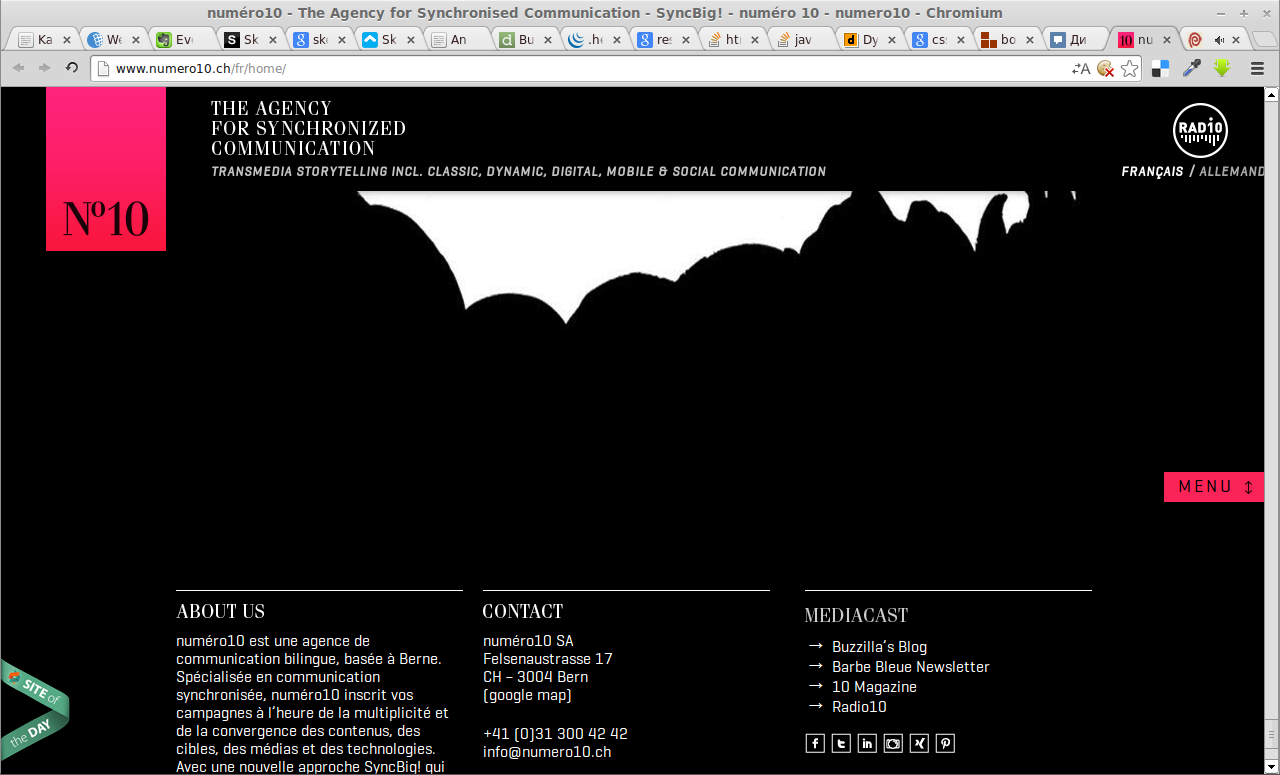 numéro10 - The Agency for Synchronised Communication - SyncBig! - numéro 10 - numero10 - Chromium
Ka
We
Eve
Sk
ske
Sk
An
Bu
.he
res
htt
jav
Dy
css
bo
Ди
nu
www.numero10.ch/fr/home/
THE AGENCY
FOR SYNCHRONIZED
COMMUNICATION
TRANSMEDIA STORYTELLING INCL. CLASSIC, DYNAMIC, DIGITAL, MOBILE & SOCIAL COMMUNICATION
RAD10
FRANÇAIS / ALLEMAND
Nº10
MENU
ABOUT US
numéro10 est une agence de
communication bilingue, basée à Berne.
Spécialisée en communication
synchronisée, numéro10 inscrit vos
campagnes à l’heure de la multiplicité et
de la convergence des contenus, des
cibles, des médias et des technologies.
Avec une nouvelle approche SyncBig! qui
CONTACT
numéro10 SA
Felsenaustrasse 17
CH – 3004 Bern
(google map)
+41 (0)31 300 42 42
info@numero10.ch
MEDIACAST
→ Buzzilla’s Blog
→ Barbe Bleue Newsletter
→ 10 Magazine
→ Radio10
SITE of
the DAY